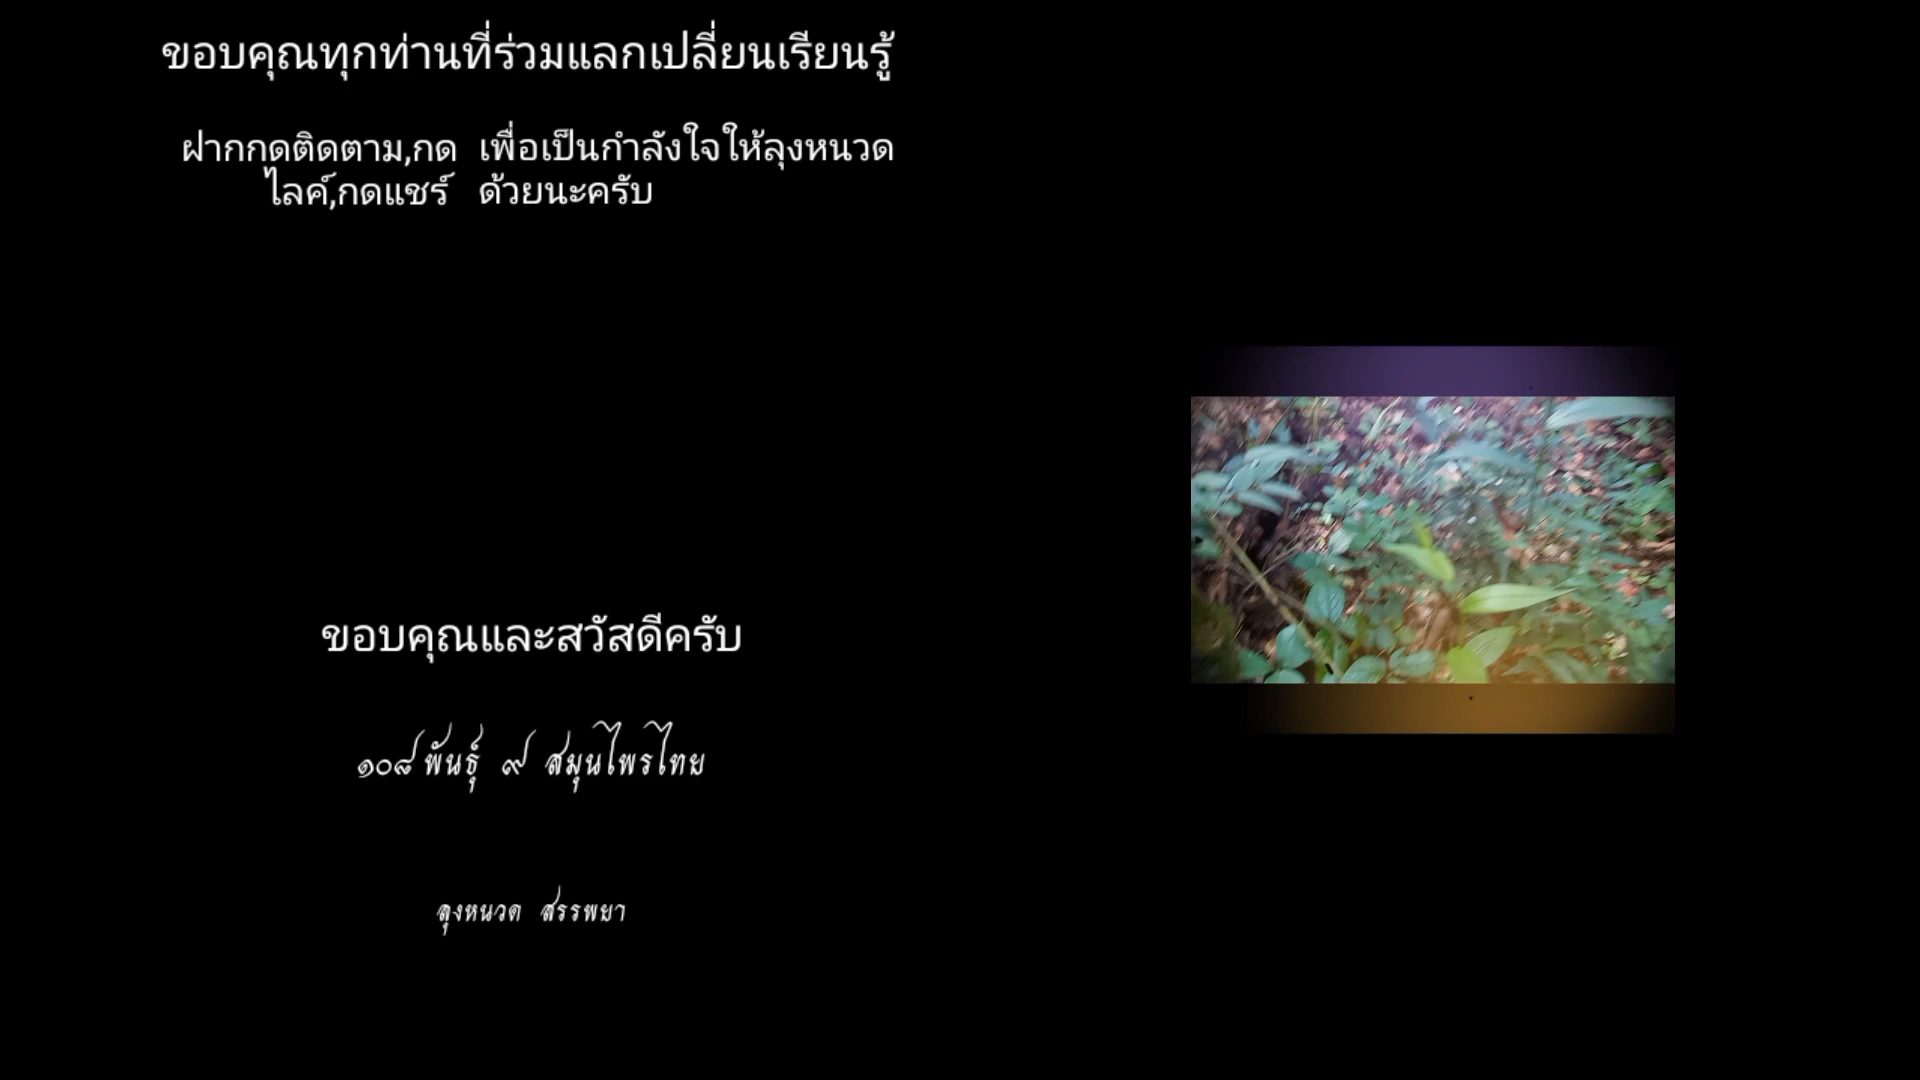 ขอบคุณทุกท่านที่ร่วมแลกเปลี่ยนเรียนรู้
ฝากกดติดตาม,กด เพื่อเป็นกำลังใจให้ลุงหนวด
ไลค์,กดแชร์ ด้วยนะครับ
ขอบคุณและสวัสดีครับ
๑๐๘ พันธุ์ ๙ สมุนไพรไทย
ลุงหนวด สรรพยา